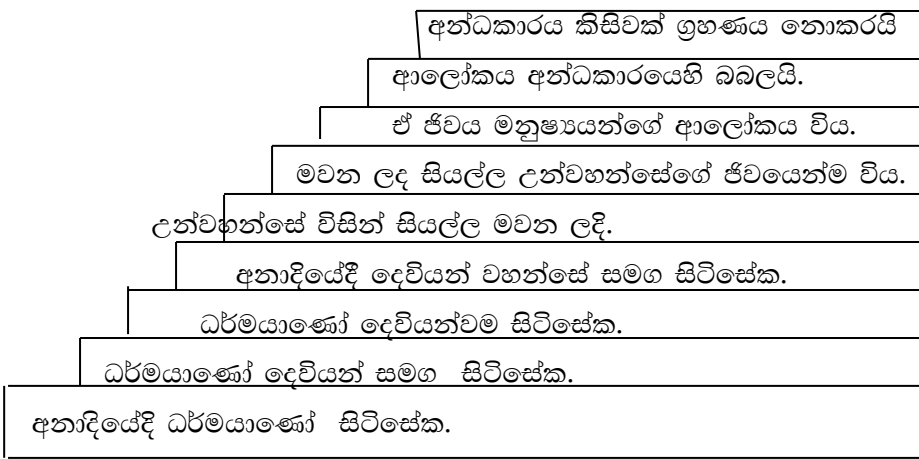 අන්ධකාරය කිසිවක් ග්‍රහණය නොකරයි
ආලෝකය අන්ධකාරයෙහි බබලයි.
ඒ ජිවය මනුෂ්‍යයන්ගේ ආලෝකය විය.
මවන ලද සියල්ල උන්වහන්සේගේ ජිවයෙන්ම විය.
උන්වහන්සේ විසින් සියල්ල මවන ලදි.
අනාදියේදී දෙවියන් වහන්සේ සමග සිටිසේක.
ධර්මයාණෝ දෙවියන්වම සිටිසේක.
ධර්මයාණෝ දෙවියන් සමග සිටිසේක.
අනාදියේදි ධර්මයාණෝ සිටිසේක.